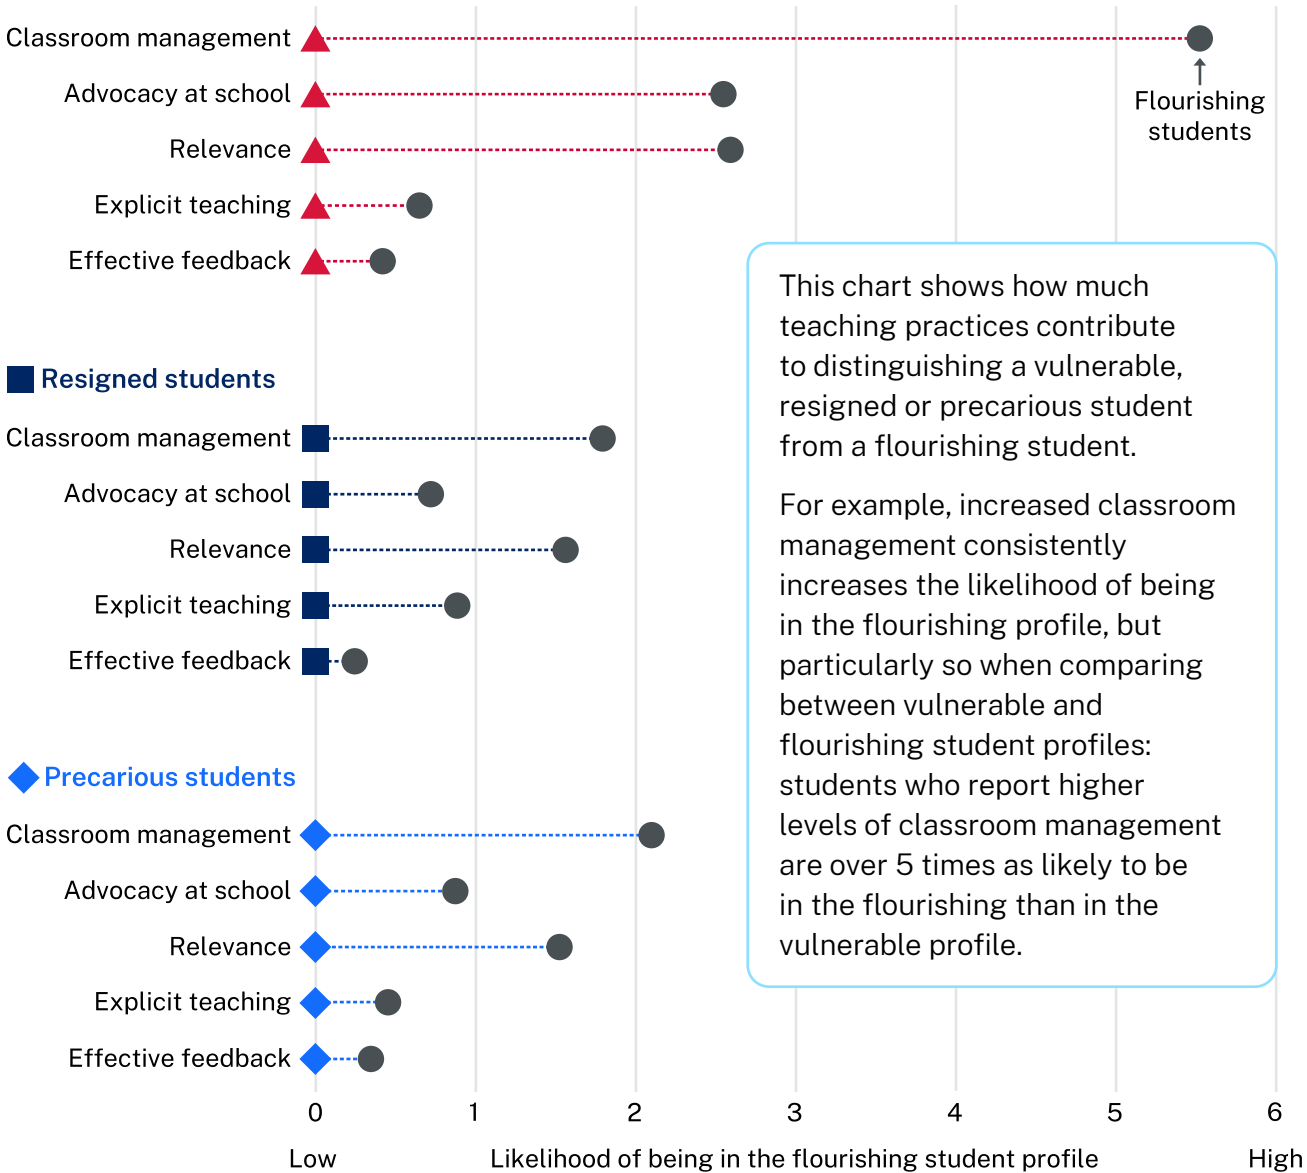 Classroom management
Advocacy at school
Relevance
Explicit teaching
Effective feedback
Flourishing
students
Resigned students
Classroom management
Advocacy at school
Relevance
Explicit teaching
Effective feedback
Precarious students
Classroom management
Advocacy at school
Relevance
Explicit teaching
Effective feedback
This chart shows how much
teaching practices contribute
to distinguishing a vulnerable,
resigned or precarious student
from a flourishing student.
For example, increased classroom
management consistently
increases the likelihood of being
in the flourishing profile, but
particularly so when comparing
between vulnerable and
flourishing student profiles:
students who report higher
levels of classroom management
are over 5 times as likely to be
in the flourishing than in the
vulnerable profile.
0 1 2 3 4 5 6
Low Likelihood of being in the flourishing student profile High